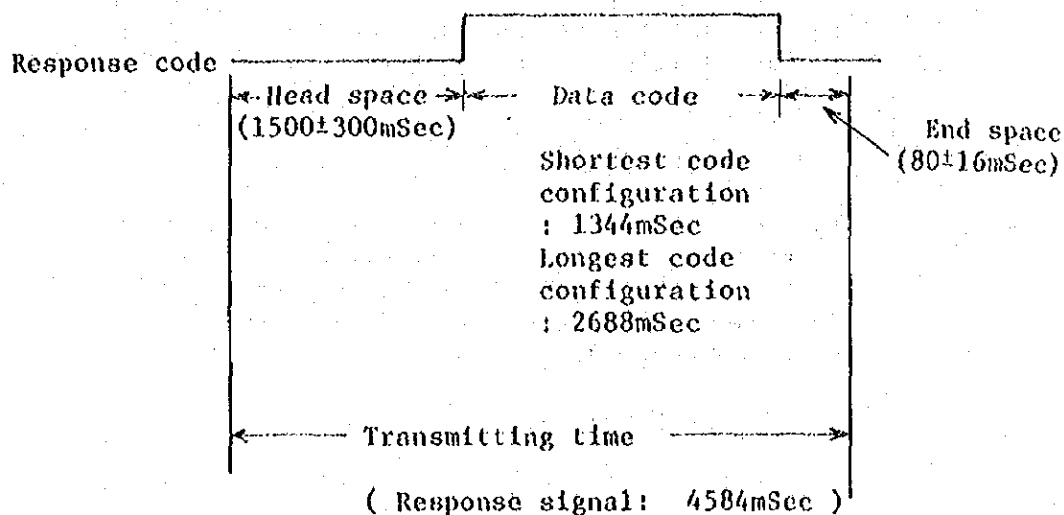 Response code
Head space
(1500±300mSec)
Data code
End space
(80±16mSec)
Shortest code
configuration
: 1344mSec
Longest code
configuration
: 2688mSec
Transmitting time
( Response signal: 4584mSec )